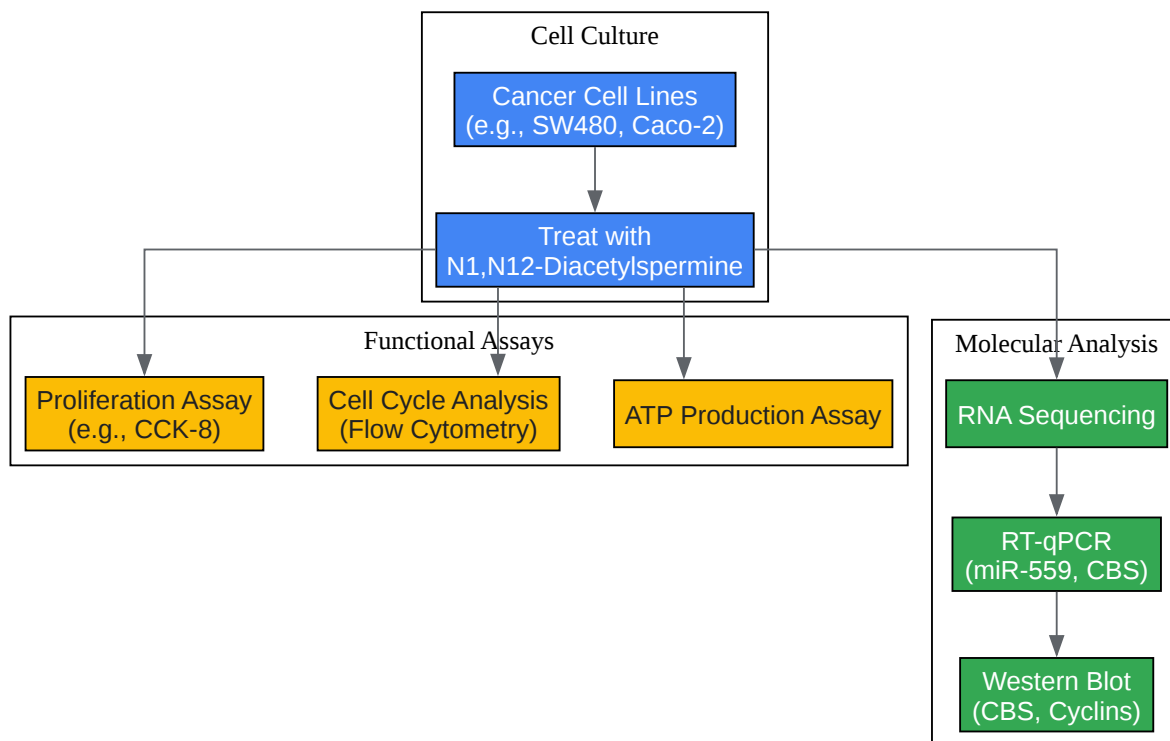 Cell Culture
Cancer Cell Lines
(e.g., SW480, Caco-2)
Treat with
N1,N12-Diacetylspermine
Functional Assays
Proliferation Assay
(e.g., CCK-8)
Cell Cycle Analysis
(Flow Cytometry)
ATP Production Assay
Molecular Analysis
RNA Sequencing
RT-qPCR
(miR-559, CBS)
Western Blot
(CBS, Cyclins)